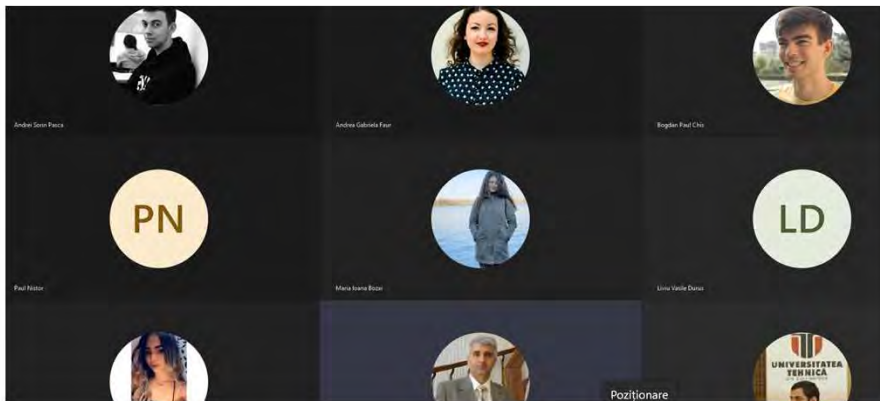 Andrei Sorin Pasca
Andrea Gabriela Faur
Bogdan Paul Chis
PN
LD
Paul Nistor
Maria Ioana Bozai
Liviu Vasile Durus
UNIVERSITATEA
TEHNICĂ
Poziționare